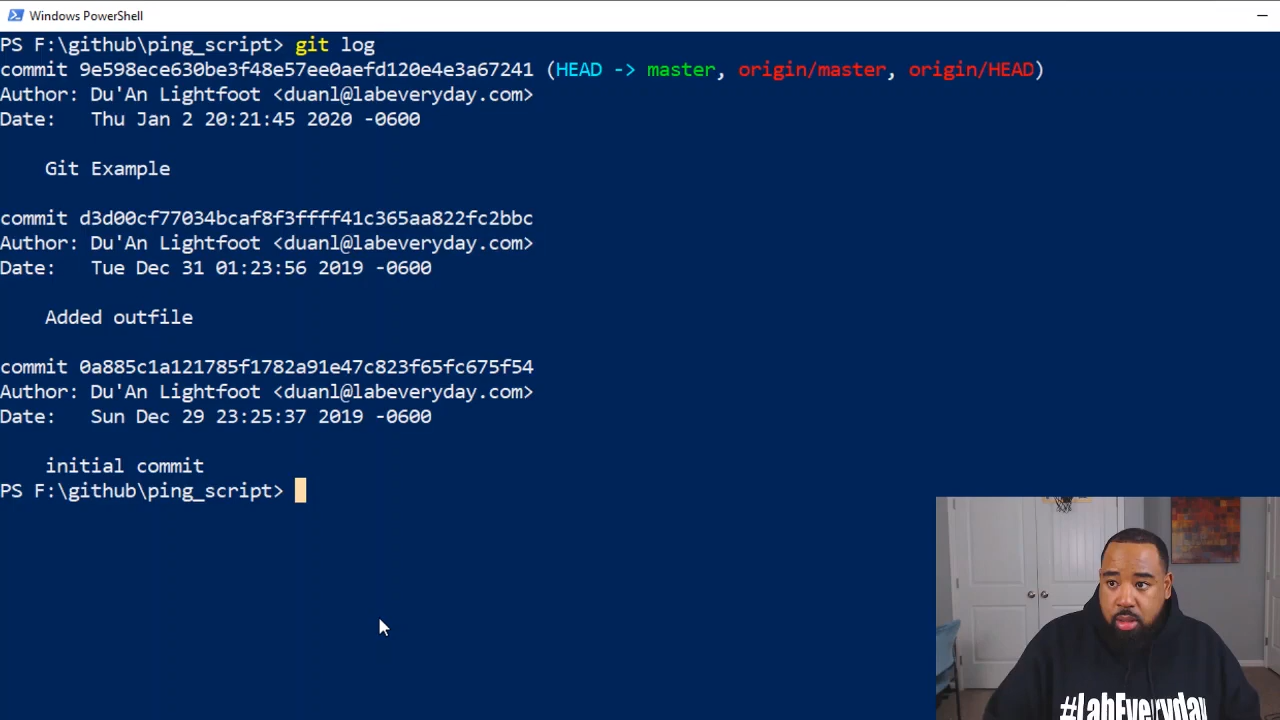 Windows PowerShell
PS F:\github\ping_script> git log
commit 9e598ece630be3f48e57ee0aefd120e4e3a67241 (HEAD -> master, origin/master, origin/HEAD)
Author: Du'An Lightfoot <duanl@labeveryday.com>
Date:   Thu Jan 2 20:21:45 2020 -0600
    Git Example
commit d3d00cf77034bcaf8f3ffff41c365aa822fc2bbc
Author: Du'An Lightfoot <duanl@labeveryday.com>
Date:   Tue Dec 31 01:23:56 2019 -0600
    Added outfile
commit 0a885c1a121785f1782a91e47c823f65fc675f54
Author: Du'An Lightfoot <duanl@labeveryday.com>
Date:   Sun Dec 29 23:25:37 2019 -0600
    initial commit
PS F:\github\ping_script>
#LabEveryday